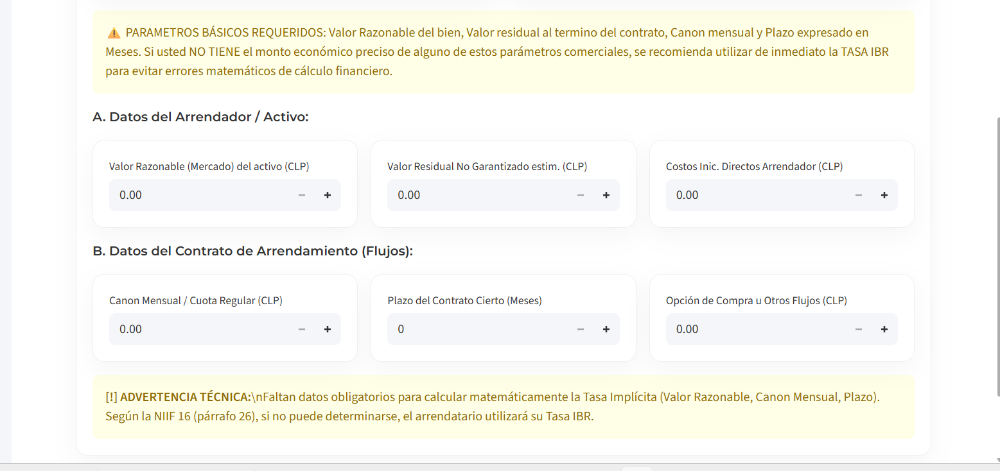 ⚠️ PARAMETROS BÁSICOS REQUERIDOS: Valor Razonable del bien, Valor residual al termino del contrato, Canon mensual y Plazo expresado en
Meses. Si usted NO TIENE el monto económico preciso de alguno de estos parámetros comerciales, se recomienda utilizar de inmediato la TASA IBR
para evitar errores matemáticos de cálculo financiero.
A. Datos del Arrendador / Activo:
Valor Razonable (Mercado) del activo (CLP)
0.00 − +
Valor Residual No Garantizado estim. (CLP)
0.00 − +
Costos Inic. Directos Arrendador (CLP)
0.00 − +
B. Datos del Contrato de Arrendamiento (Flujos):
Canon Mensual / Cuota Regular (CLP)
0.00 − +
Plazo del Contrato Cierto (Meses)
0 − +
Opción de Compra u Otros Flujos (CLP)
0.00 − +
[!] ADVERTENCIA TÉCNICA:\nFaltan datos obligatorios para calcular matemáticamente la Tasa Implícita (Valor Razonable, Canon Mensual, Plazo).
Según la NIIF 16 (párrafo 26), si no puede determinarse, el arrendatario utilizará su Tasa IBR.